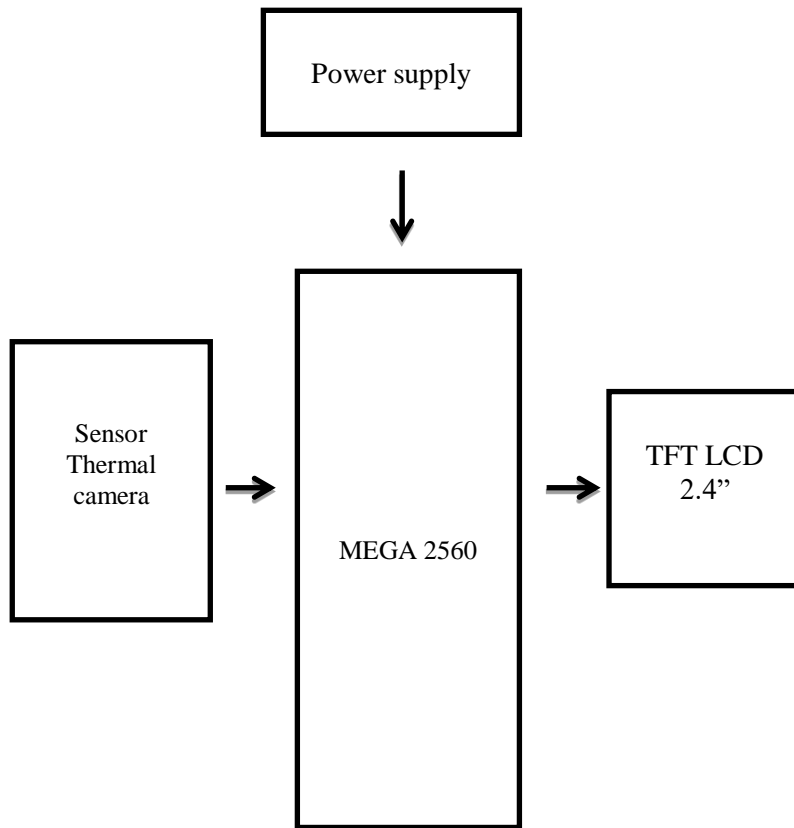 Power supply
Sensor
Thermal
camera
MEGA 2560
TFT LCD
2.4”